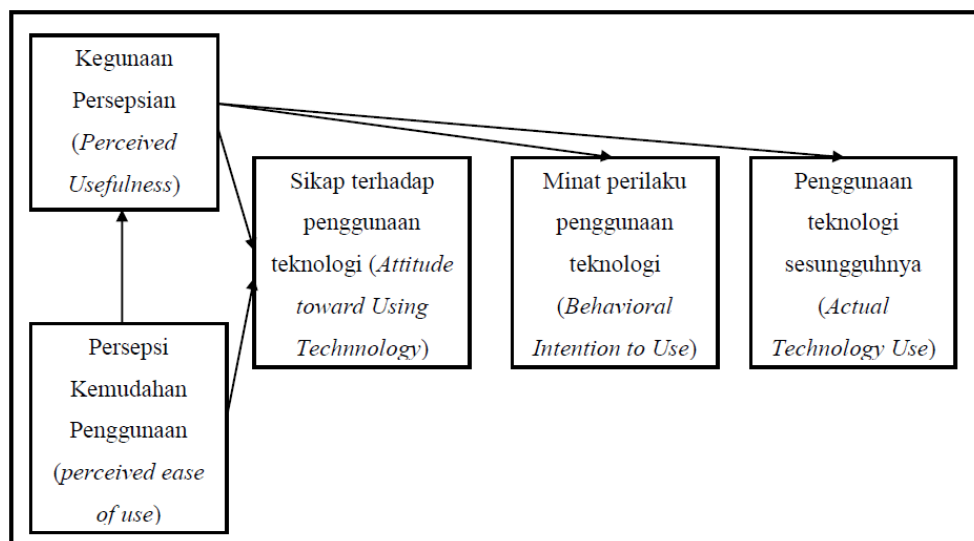 Kegunaan
Persepsian
(Perceived
Usefulness)
Sikap terhadap
penggunaan
teknologi (Attitude
toward Using
Technnology)
Minat perilaku
penggunaan
teknologi
(Behavioral
Intention to Use)
Penggunaan
teknologi
sesungguhnya
(Actual
Technology Use)
Persepsi
Kemudahan
Penggunaan
(perceived ease
of use)